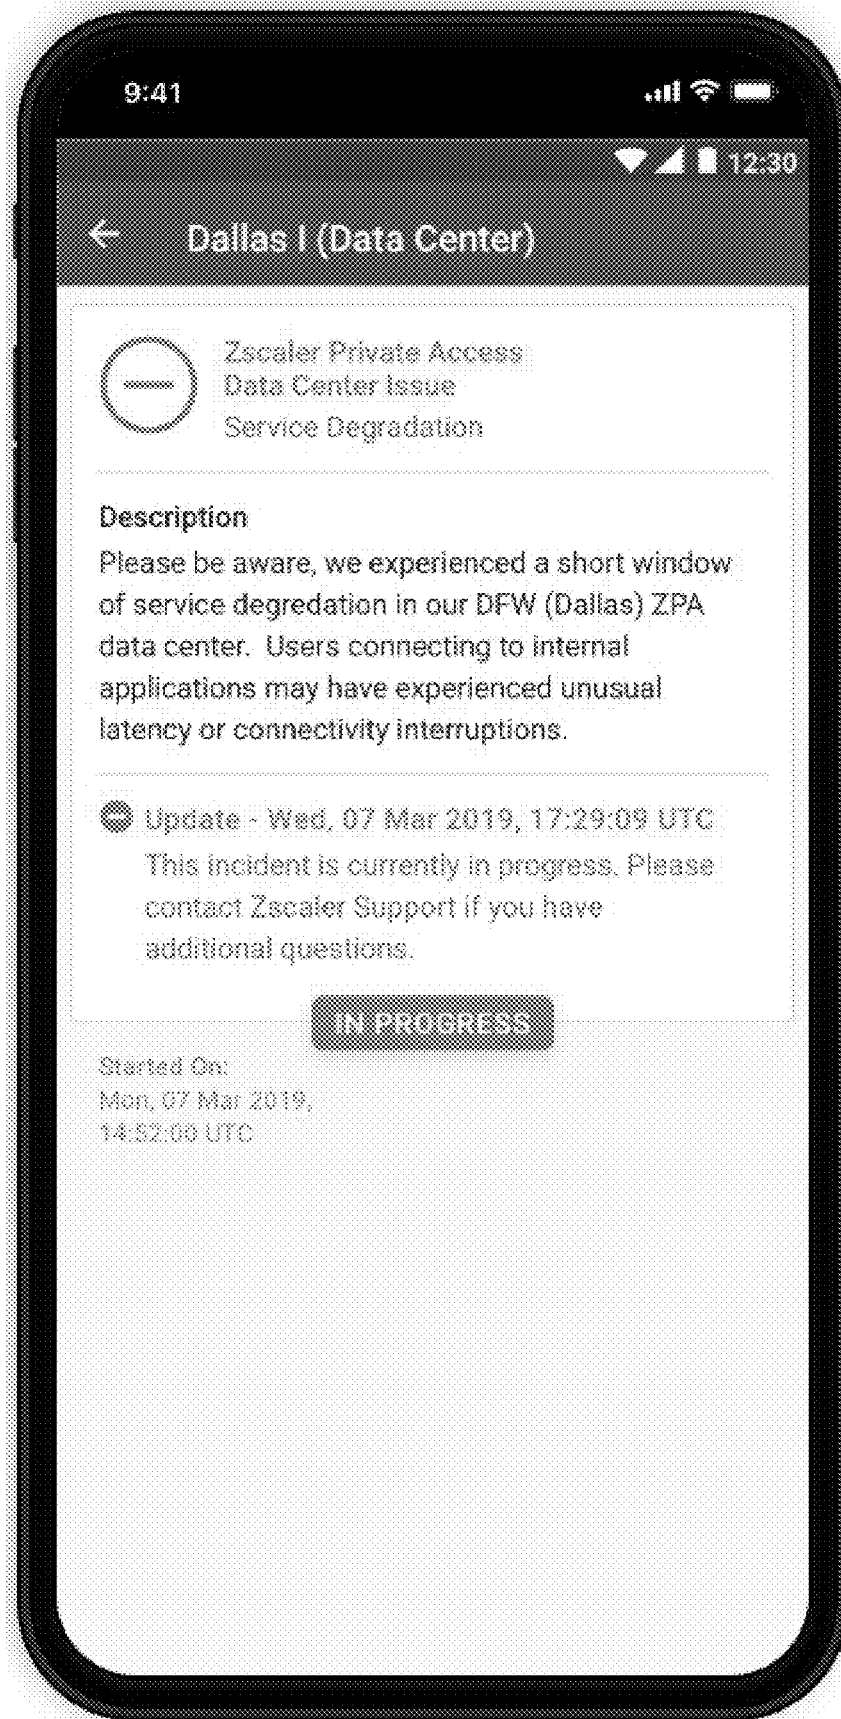 9:41
12:30
Dallas I (Data Center)
Zscaler Private Access
Data Center Issue
Service Degradation
Description
Please be aware, we experienced a short window
of service degredation in our DFW (Dallas) ZPA
data center.  Users connecting to internal
applications may have experienced unusual
latency or connectivity interruptions.
Update - Wed, 07 Mar 2019, 17:29:09 UTC
This incident is currently in progress. Please
contact Zscaler Support if you have
additional questions.
IN PROGRESS
Started On:
Mon, 07 Mar 2019,
14:52:00 UTC